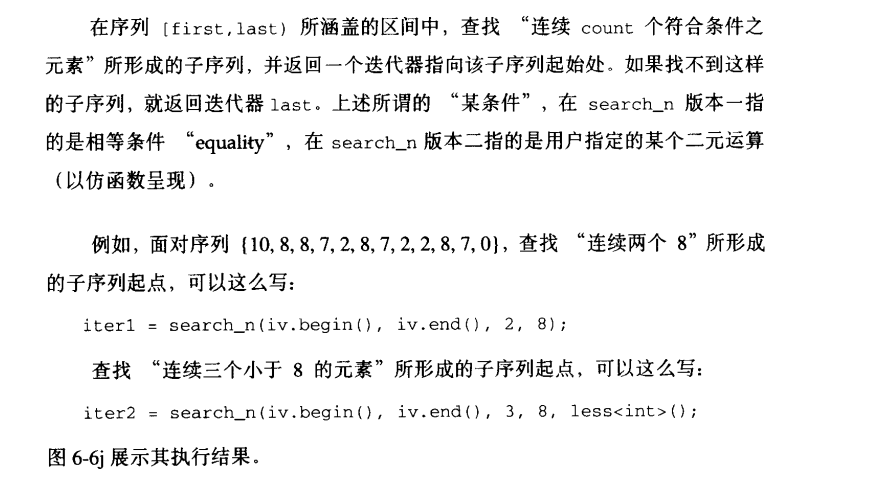 在序列 [first,last) 所涵盖的区间中，查找 “连续 count 个符合条件之
元素”所形成的子序列，并返回一个迭代器指向该子序列起始处。如果找不到这样
的子序列，就返回迭代器 last。上述所谓的 “某条件”，在 search_n 版本一指
的是相等条件 “equality”，在 search_n 版本二指的是用户指定的某个二元运算
（以仿函数呈现）。
例如，面对序列 {10, 8, 8, 7, 2, 8, 7, 2, 2, 8, 7, 0}，查找 “连续两个 8”所形成
的子序列起点，可以这么写：
iter1 = search_n(iv.begin(), iv.end(), 2, 8);
查找 “连续三个小于 8 的元素”所形成的子序列起点，可以这么写：
iter2 = search_n(iv.begin(), iv.end(), 3, 8, less<int>();
图 6-6j 展示其执行结果。